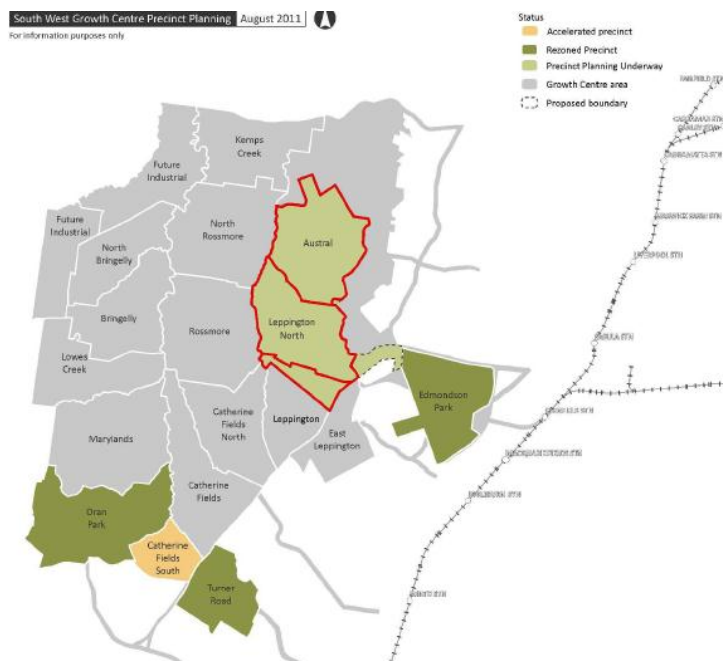 South West Growth Centre Precinct Planning August 2011
For information purposes only
Status
Accelerated precinct
Rezoned Precinct
Precinct Planning Underway
Growth Centre area
Proposed boundary
Kemps
Creek
Future
Industrial
Future
Industrial
North
Bringelly
North
Rossmore
Austral
Bringelly
Rossmore
Leppington
North
Lowes
Creek
Edmondson
Park
Marylands
Catherine
Fields
North
Leppington
East
Leppington
Catherine
Fields
Oran
Park
Catherine
Fields
South
Turner
Road